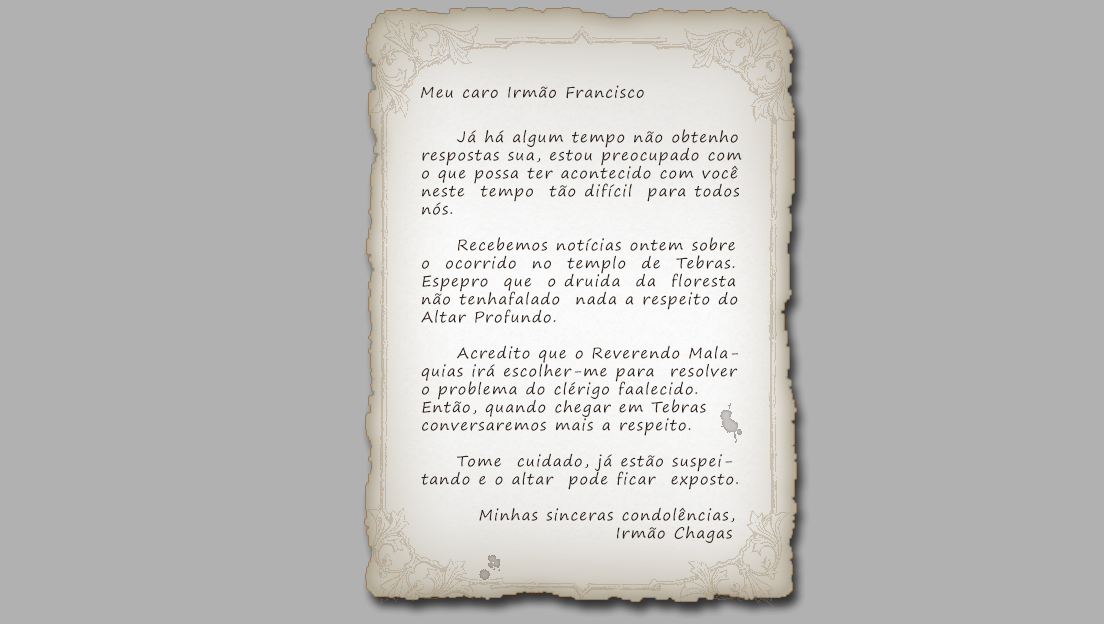 Meu caro Irmão Francisco
Já há algum tempo não obtenho
respostas sua, estou preocupado com
o que possa ter acontecido com você
neste tempo tão difícil para todos
nós.
Recebemos notícias ontem sobre
o ocorrido no templo de Tebras.
Espepro que o druida da floresta
não tenhafalado nada a respeito do
Altar Profundo.
Acredito que o Reverendo Mala-
quias irá escolher-me para resolver
o problema do clérigo faalecido.
Então, quando chegar em Tebras
conversaremos mais a respeito.
Tome cuidado, já estão suspei-
tando e o altar pode ficar exposto.
Minhas sinceras condolências,
Irmão Chagas